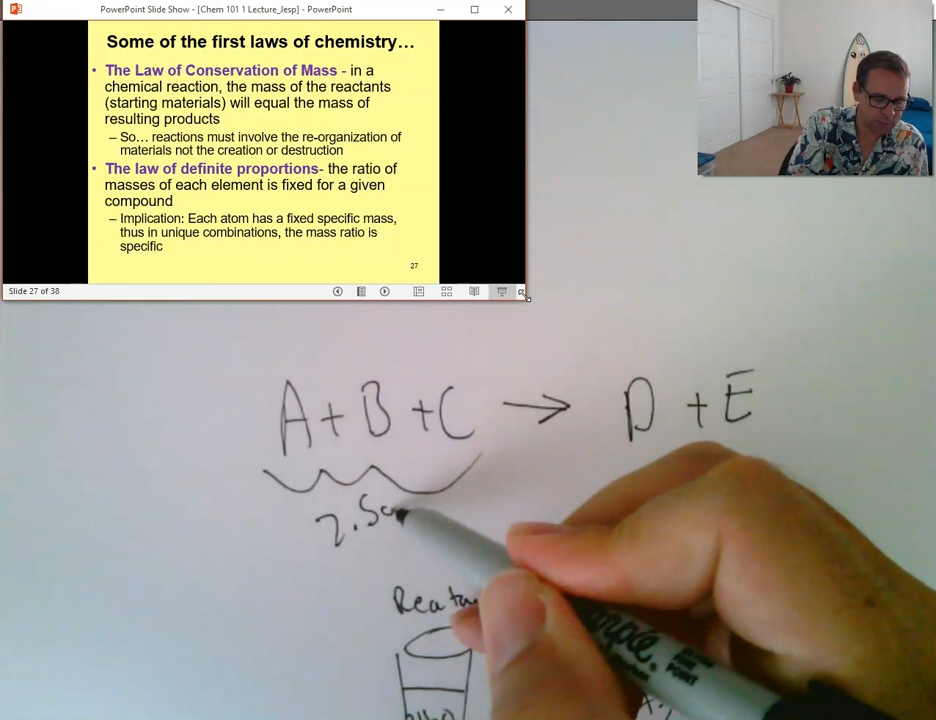 PowerPoint Slide Show - [Chem 101 1 Lecture_Jesp] - PowerPoint
Some of the first laws of chemistry…
• The Law of Conservation of Mass - in a
chemical reaction, the mass of the reactants
(starting materials) will equal the mass of
resulting products
– So… reactions must involve the re-organization of
materials not the creation or destruction
• The law of definite proportions- the ratio of
masses of each element is fixed for a given
compound
– Implication: Each atom has a fixed specific mass,
thus in unique combinations, the mass ratio is
specific
27
Slide 27 of 38
A + B + C → D + E
2.5